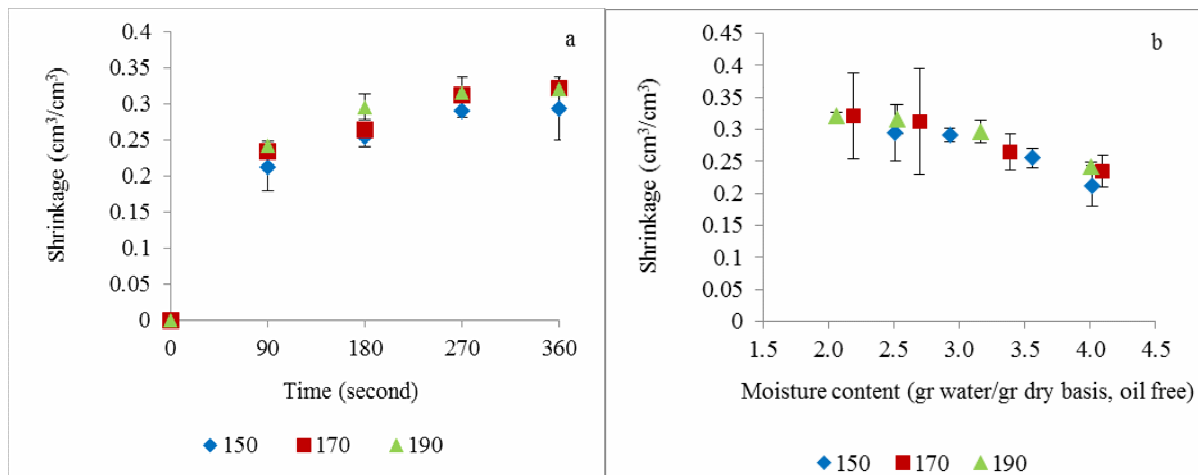 a
Shrinkage (cm³/cm³)
0.4
0.35
0.3
0.25
0.2
0.15
0.1
0.05
0
0 90 180 270 360
Time (second)
150 170 190
b
Shrinkage (cm³/cm³)
0.45
0.4
0.35
0.3
0.25
0.2
0.15
0.1
0.05
0
1.5 2.0 2.5 3.0 3.5 4.0 4.5
Moisture content (gr water/gr dry basis, oil free)
150 170 190